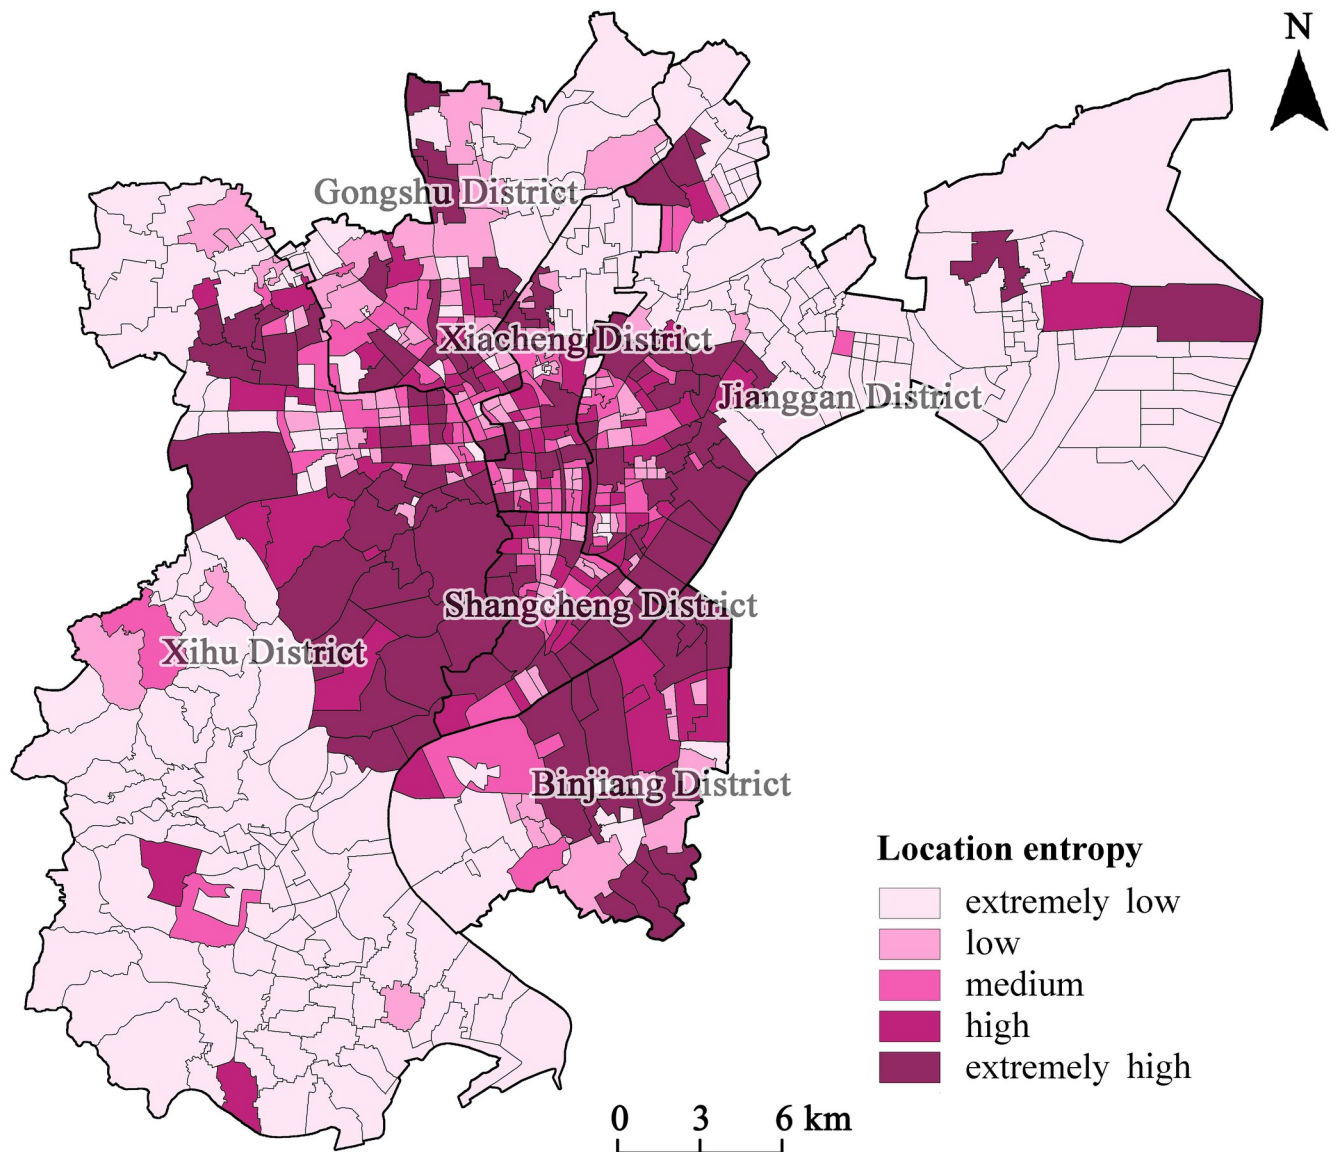 N
Gongshu District
Xiacheng District
Jianggan District
Shangcheng District
Xihu District
Binjiang District
Location entropy
extremely low
low
medium
high
extremely high
0 3 6 km